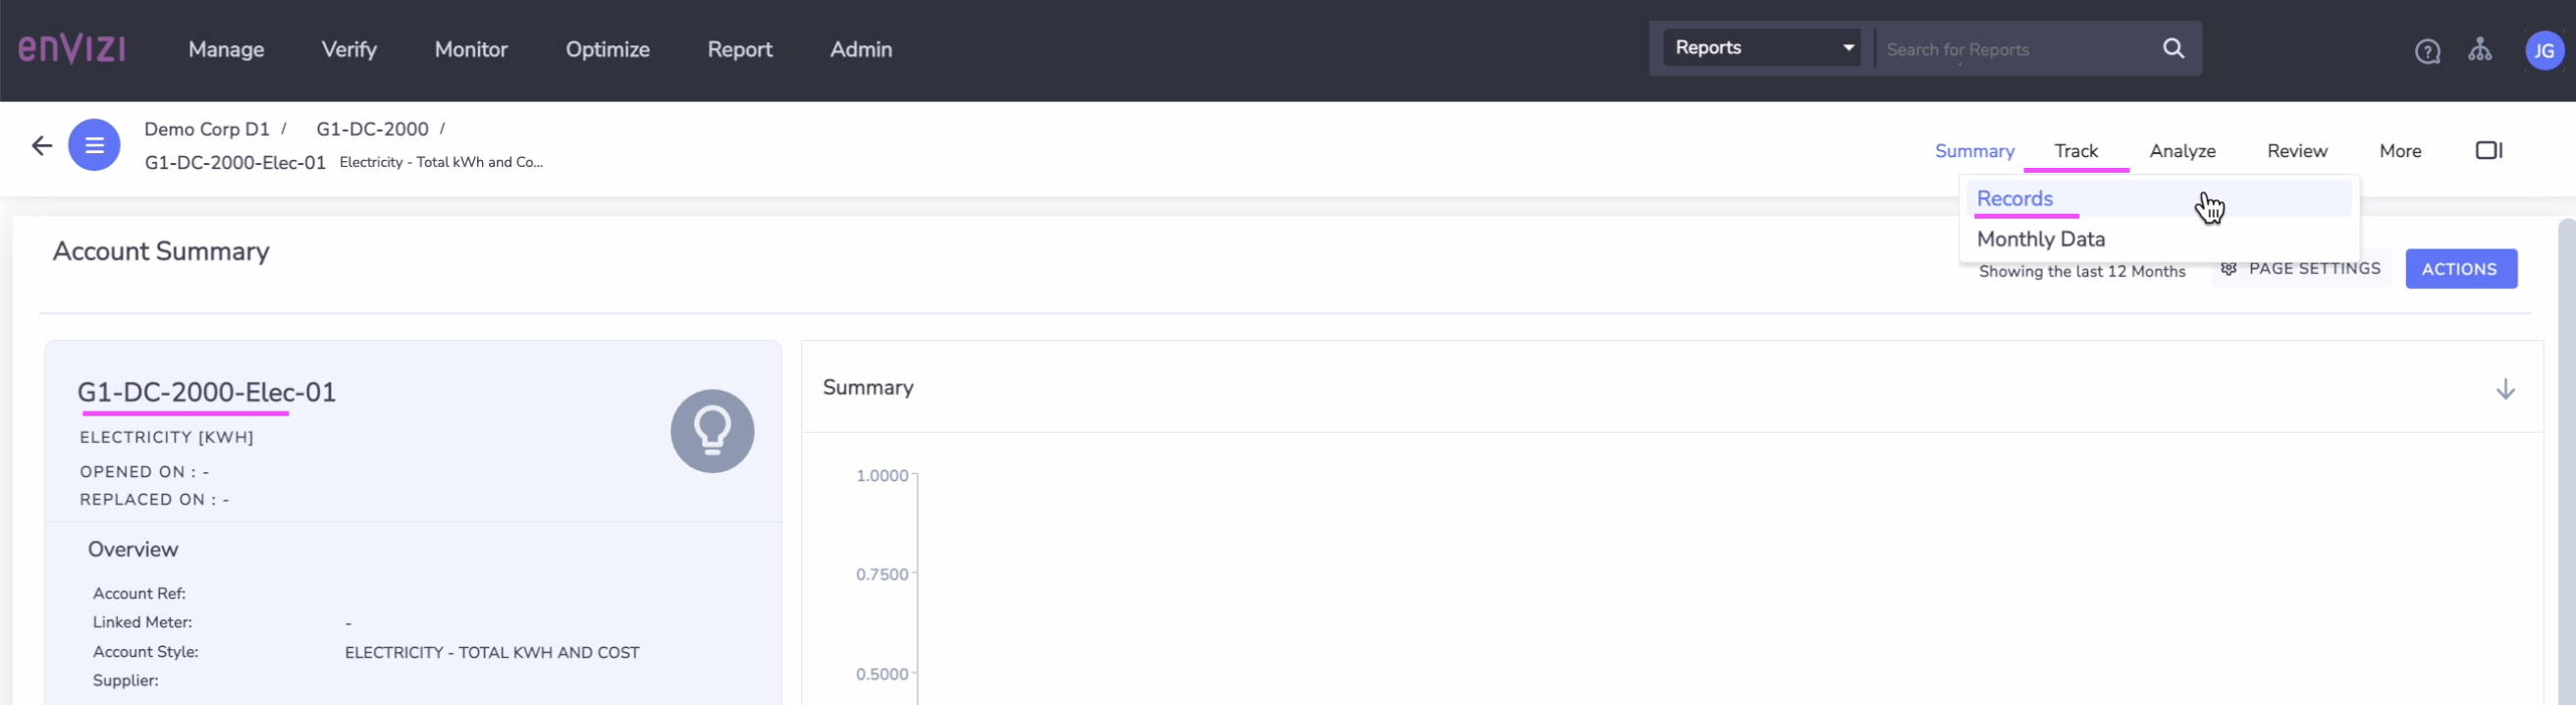 enVIZI
Manage Verify Monitor Optimize Report Admin
Reports Search for Reports
JG
Demo Corp D1 / G1-DC-2000 /
G1-DC-2000-Elec-01 Electricity - Total kWh and Co...
Summary Track Analyze Review More
Records
Monthly Data
Account Summary
Showing the last 12 Months PAGE SETTINGS ACTIONS
G1-DC-2000-Elec-01
ELECTRICITY [KWH]
OPENED ON : -
REPLACED ON : -
Overview
Account Ref:
Linked Meter: -
Account Style: ELECTRICITY - TOTAL KWH AND COST
Supplier:
Summary
1.0000
0.7500
0.5000